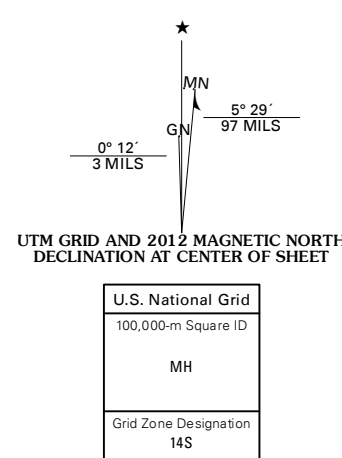 ★
MN
GN
5° 29´
97 MILS
0° 12´
3 MILS
UTM GRID AND 2012 MAGNETIC NORTH
DECLINATION AT CENTER OF SHEET
U.S. National Grid
100,000-m Square ID
MH
Grid Zone Designation
14S